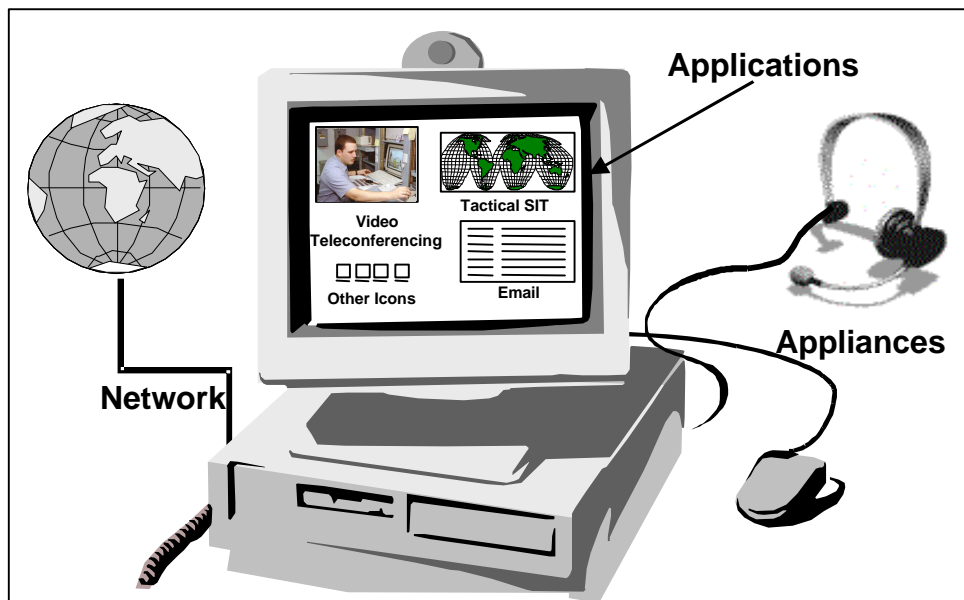 Applications
Video
Teleconferencing
Tactical SIT
Other Icons
Email
Network
Appliances